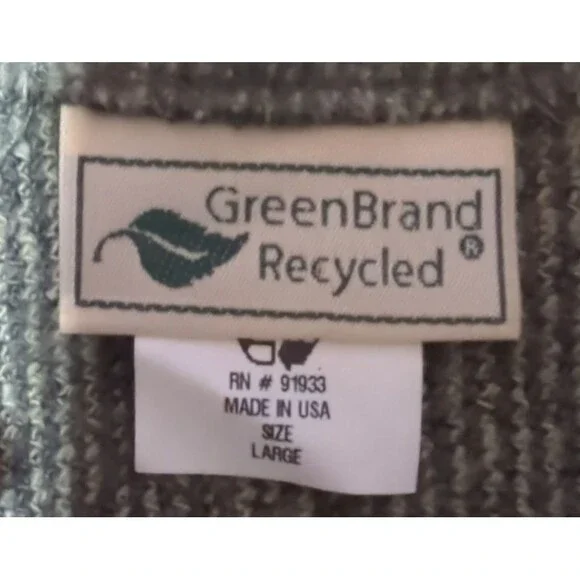 GreenBrand
Recycled®
RN # 91933
MADE IN USA
SIZE
LARGE